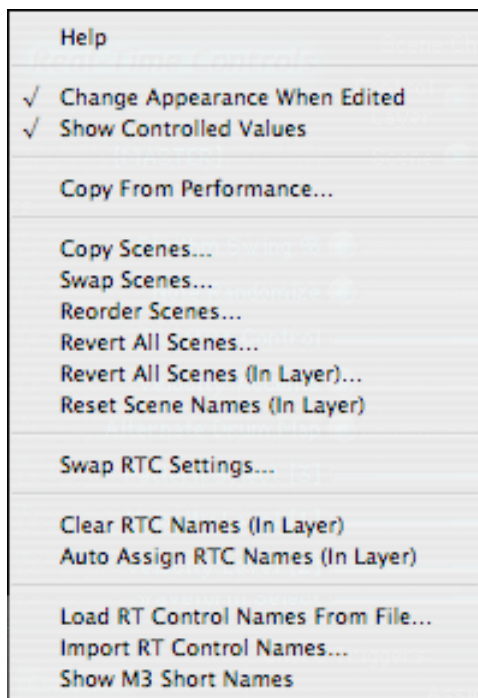 Help
√ Change Appearance When Edited
√ Show Controlled Values
Copy From Performance...
Copy Scenes...
Swap Scenes...
Reorder Scenes...
Revert All Scenes...
Revert All Scenes (In Layer)...
Reset Scene Names (In Layer)
Swap RTC Settings...
Clear RTC Names (In Layer)
Auto Assign RTC Names (In Layer)
Load RT Control Names From File...
Import RT Control Names...
Show M3 Short Names